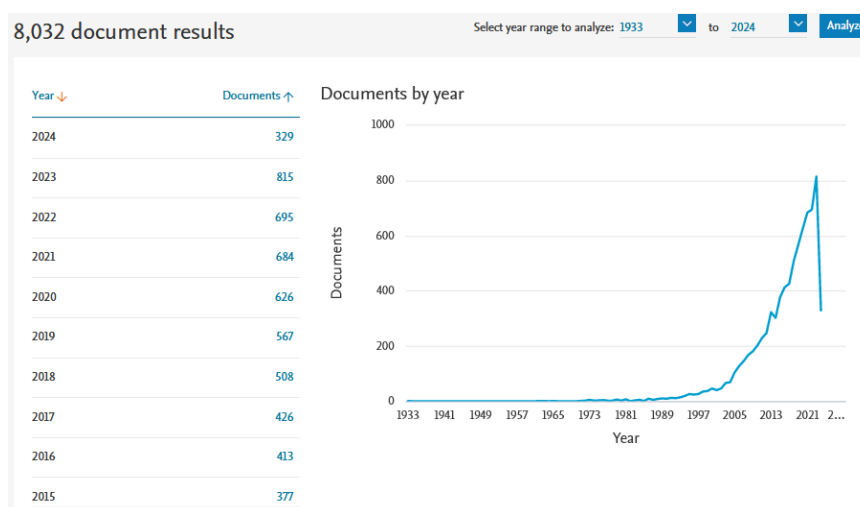 8,032 document results
Select year range to analyze: 1933 to 2024 Analyze
Year Documents
2024 329
2023 815
2022 695
2021 684
2020 626
2019 567
2018 508
2017 426
2016 413
2015 377
Documents by year
1000
800
600
400
200
0
Documents
1933 1941 1949 1957 1965 1973 1981 1989 1997 2005 2013 2021 2...
Year